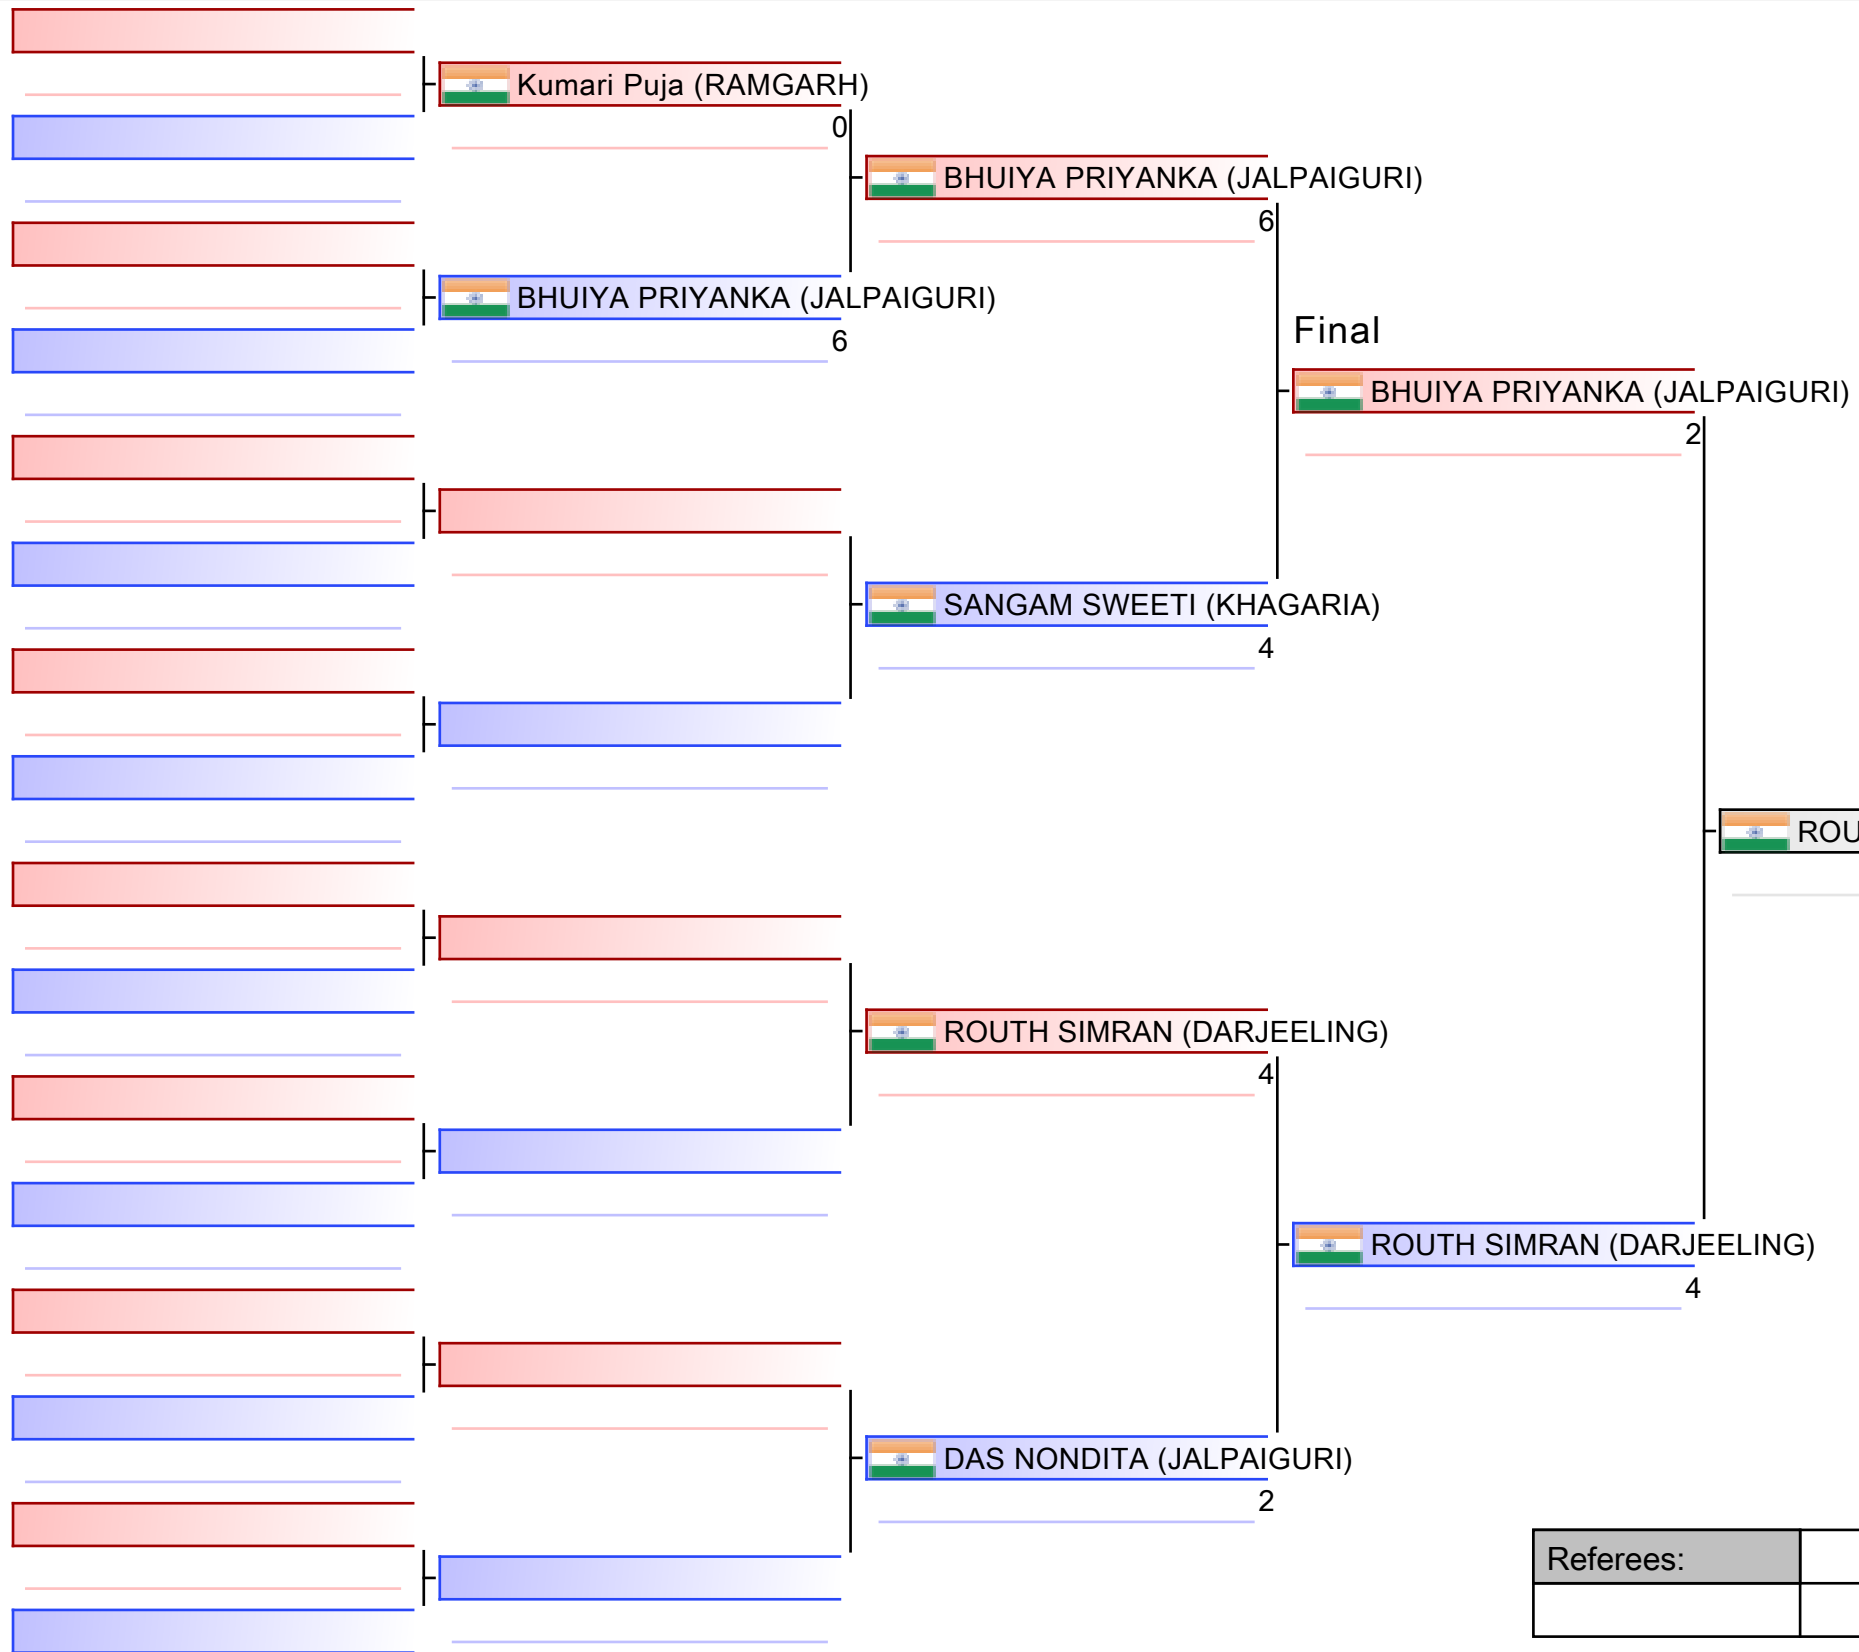 Kumari Puja (RAMGARH)
0
BHUIYA PRIYANKA (JALPAIGURI)
6
BHUIYA PRIYANKA (JALPAIGURI)
6
Final
BHUIYA PRIYANKA (JALPAIGURI)
2
SANGAM SWEETI (KHAGARIA)
4
ROU
ROUTH SIMRAN (DARJEELING)
4
ROUTH SIMRAN (DARJEELING)
4
DAS NONDITA (JALPAIGURI)
2
Referees: